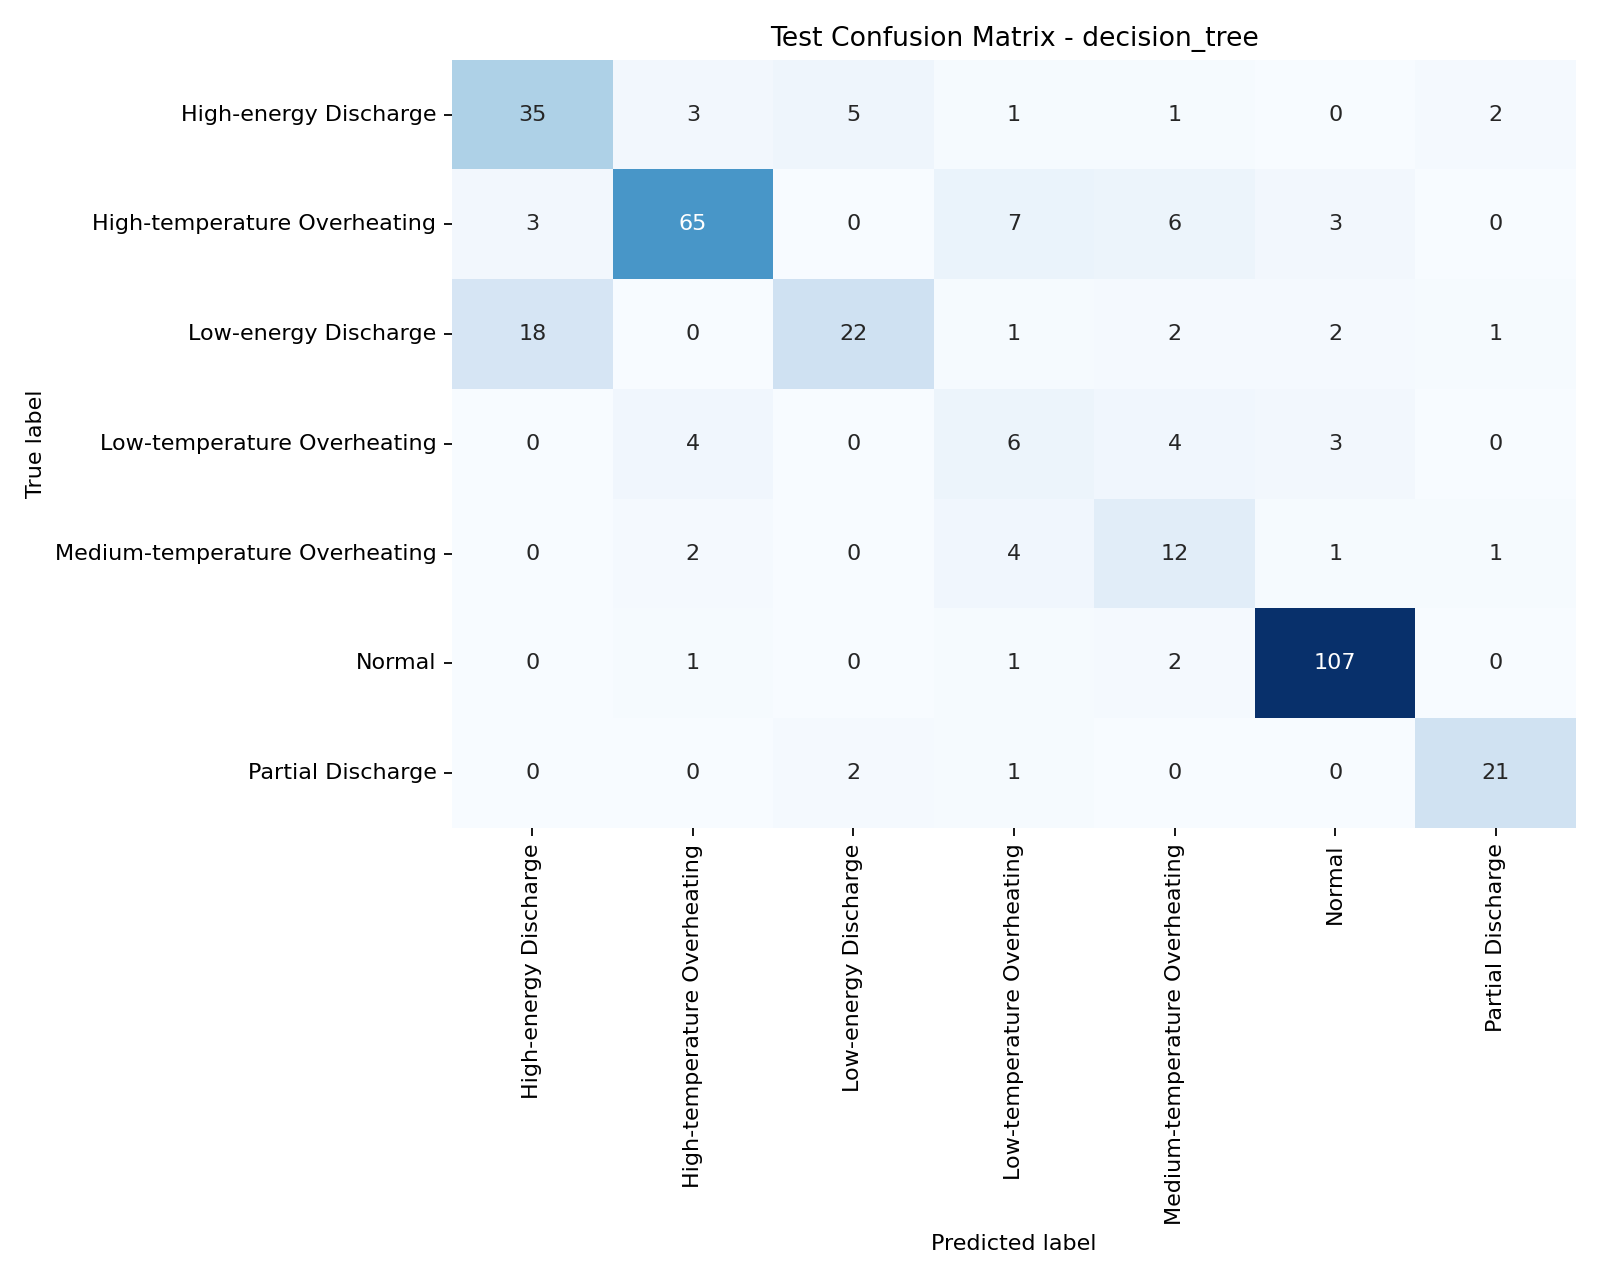 Test Confusion Matrix - decision_tree
True label
High-energy Discharge 35 3 5 1 1 0 2
High-temperature Overheating 3 65 0 7 6 3 0
Low-energy Discharge 18 0 22 1 2 2 1
Low-temperature Overheating 0 4 0 6 4 3 0
Medium-temperature Overheating 0 2 0 4 12 1 1
Normal 0 1 0 1 2 107 0
Partial Discharge 0 0 2 1 0 0 21
High-energy Discharge
High-temperature Overheating
Low-energy Discharge
Low-temperature Overheating
Medium-temperature Overheating
Normal
Partial Discharge
Predicted label